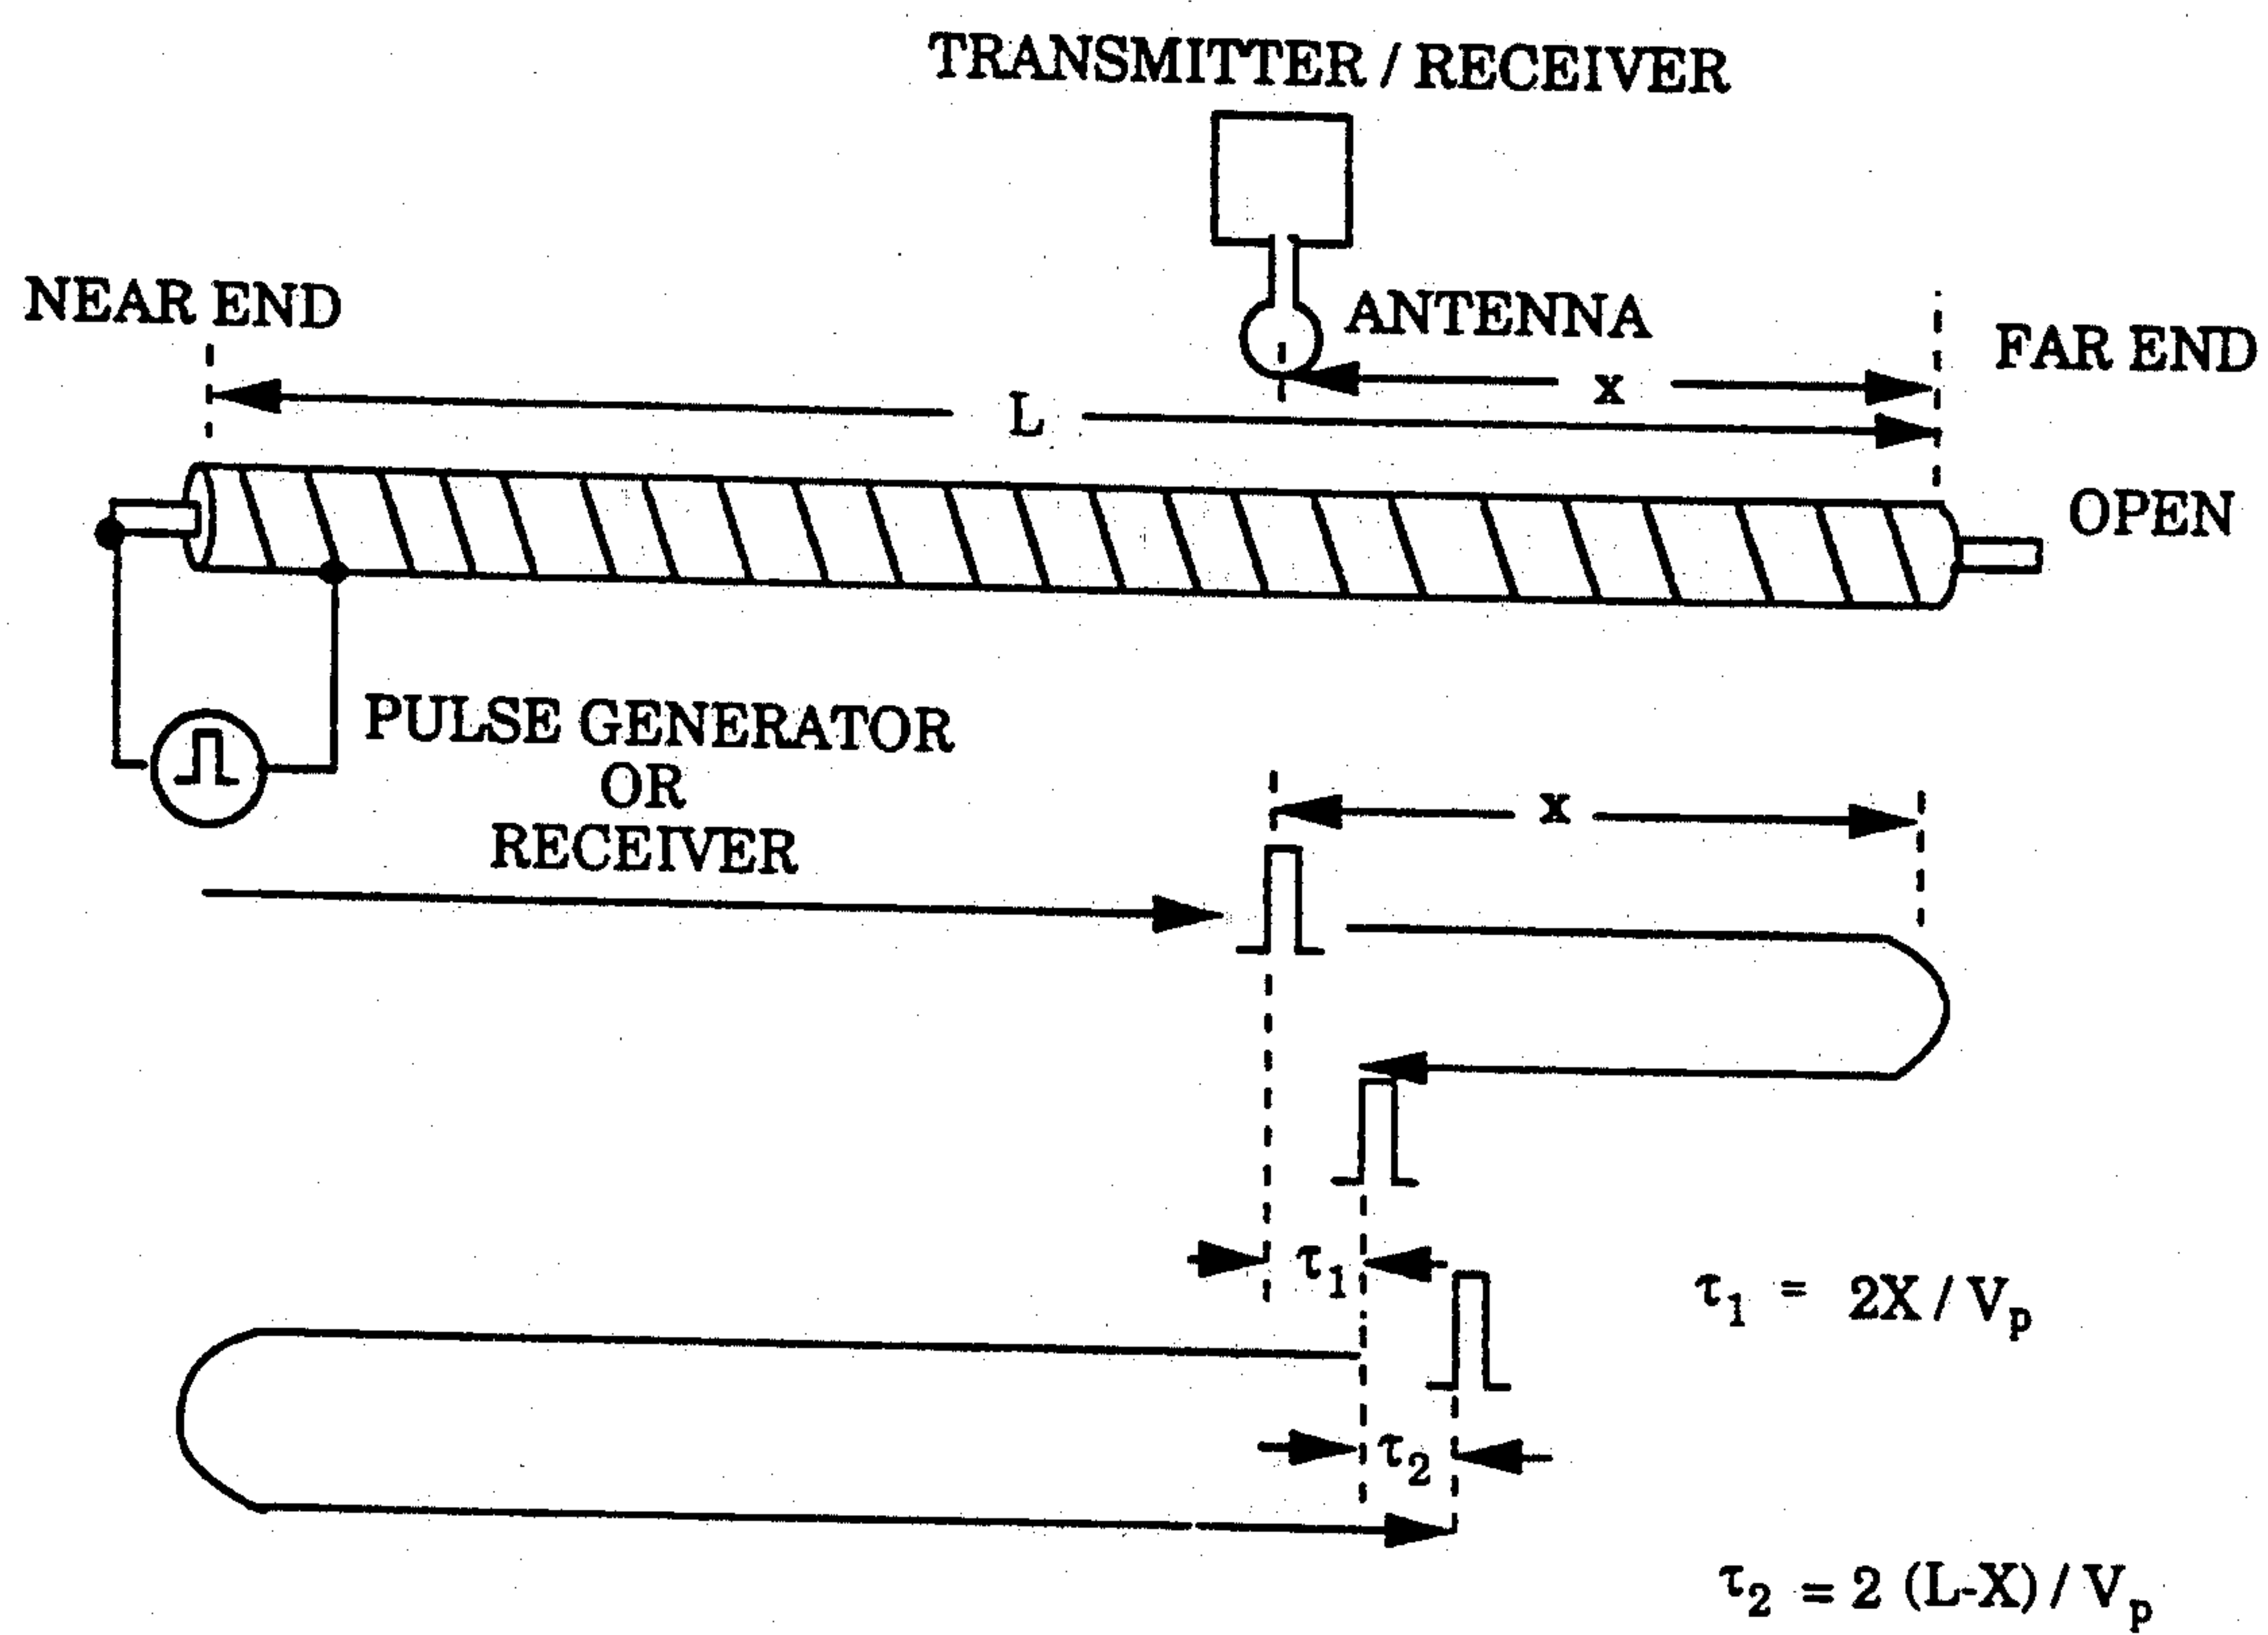 TRANSMITTER / RECEIVER
NEAR END
ANTENNA
FAR END
x
L
OPEN
PULSE GENERATOR
OR
RECEIVER
x
τ1
τ1 = 2X / Vp
τ2
τ2 = 2 (L-X) / Vp